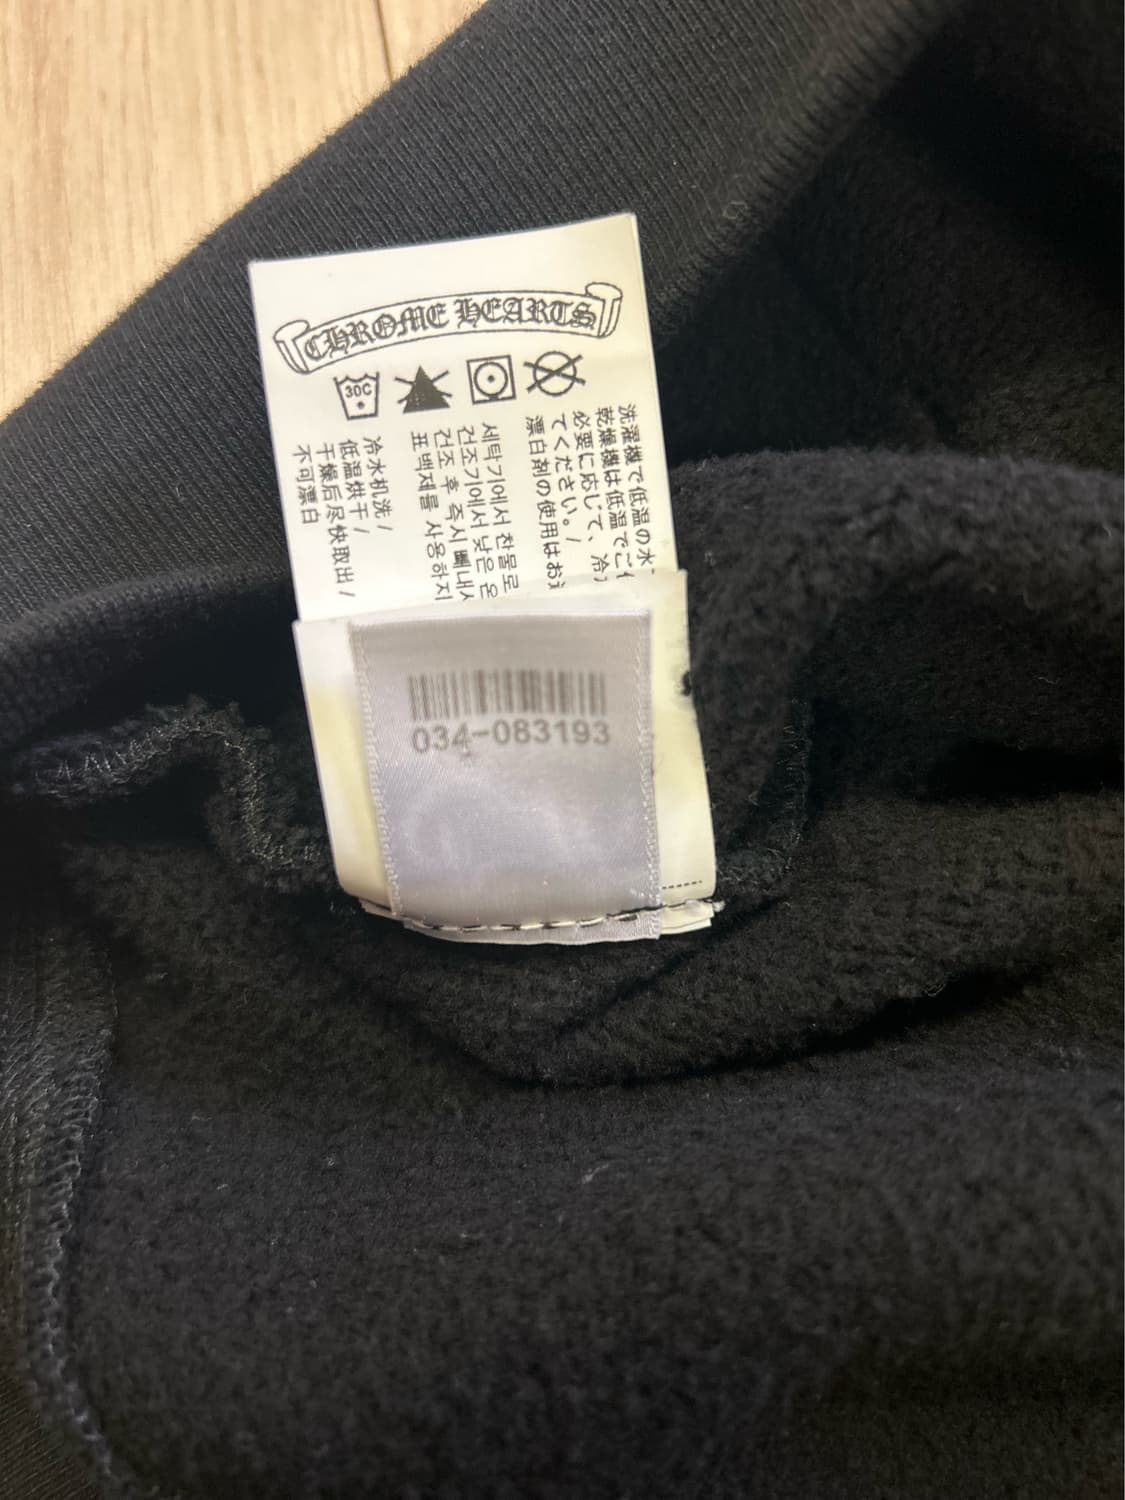 CHROME HEARTS
30C
洗濯機で低温の水
乾燥機は低温で
必要に応じて、冷
てください。/
漂白剤の使用はお
세탁기에서 찬물로
건조기에서 낮은 온
건조 후 즉시 빼내
표백제를 사용하지
冷水机洗 /
低温烘干 /
干燥后尽快取出 /
不可漂白
034-083193